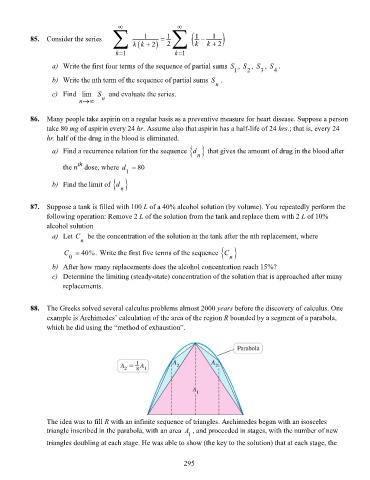 85. Consider the series ∑_{k=1}^{∞} 1/(k(k+2)) = 1/2 ∑_{k=1}^{∞} (1/k − 1/(k+2))
a) Write the first four terms of the sequence of partial sums S_1, S_2, S_3, S_4.
b) Write the nth term of the sequence of partial sums S_n.
c) Find lim_{n→∞} S_n and evaluate the series.
86. Many people take aspirin on a regular basis as a preventive measure for heart disease. Suppose a person
take 80 mg of aspirin every 24 hr. Assume also that aspirin has a half-life of 24 hrs.; that is, every 24
hr. half of the drug in the blood is eliminated.
a) Find a recurrence relation for the sequence {d_n} that gives the amount of drug in the blood after
the n^th dose, where d_1 = 80
b) Find the limit of {d_n}
87. Suppose a tank is filled with 100 L of a 40% alcohol solution (by volume). You repeatedly perform the
following operation: Remove 2 L of the solution from the tank and replace them with 2 L of 10%
alcohol solution
a) Let C_n be the concentration of the solution in the tank after the nth replacement, where
C_0 = 40%. Write the first five terms of the sequence {C_n}
b) After how many replacements does the alcohol concentration reach 15%?
c) Determine the limiting (steady-state) concentration of the solution that is approached after many
replacements.
88. The Greeks solved several calculus problems almost 2000 years before the discovery of calculus. One
example is Archimedes' calculation of the area of the region R bounded by a segment of a parabola,
which he did using the "method of exhaustion".
Parabola
A_2 = 1/8 A_1
A_2 A_2
A_1
The idea was to fill R with an infinite sequence of triangles. Archimedes began with an isosceles
triangle inscribed in the parabola, with an area A_1, and proceeded in stages, with the number of new
triangles doubling at each stage. He was able to show (the key to the solution) that at each stage, the
295